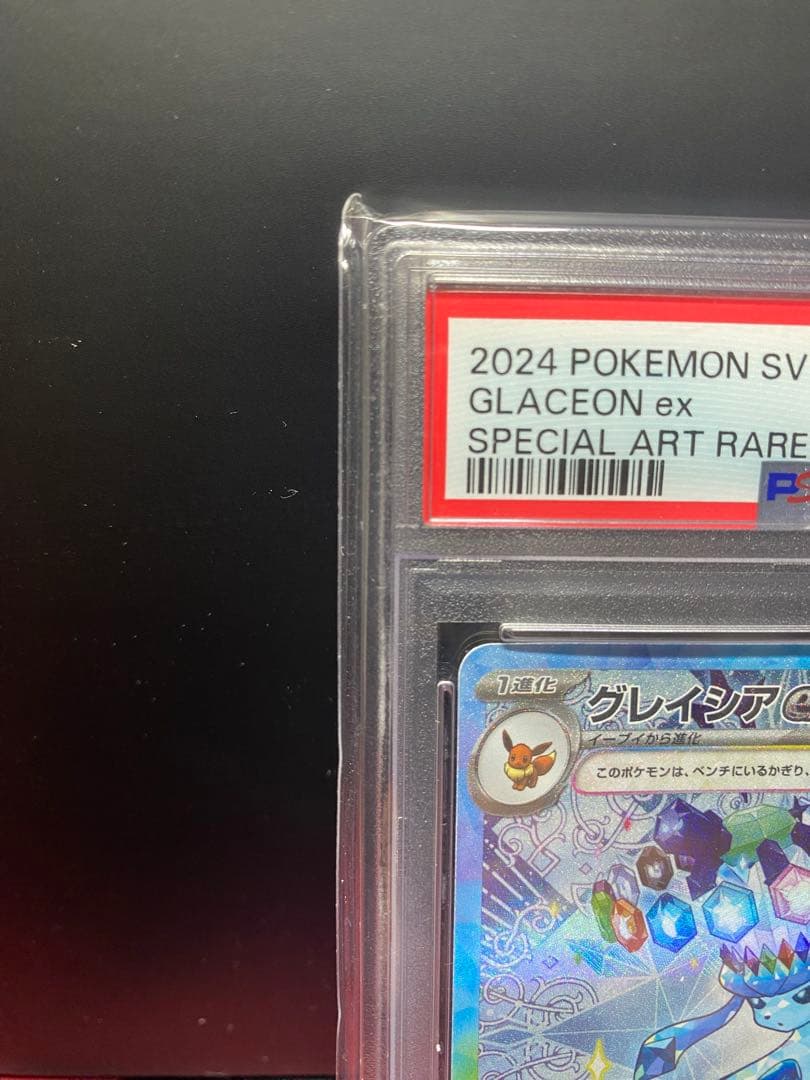 2024 POKEMON SV
GLACEON ex
SPECIAL ART RARE
PS
1進化
グレイシア
イーブイから進化
このポケモンは、ベンチにいるかぎり、